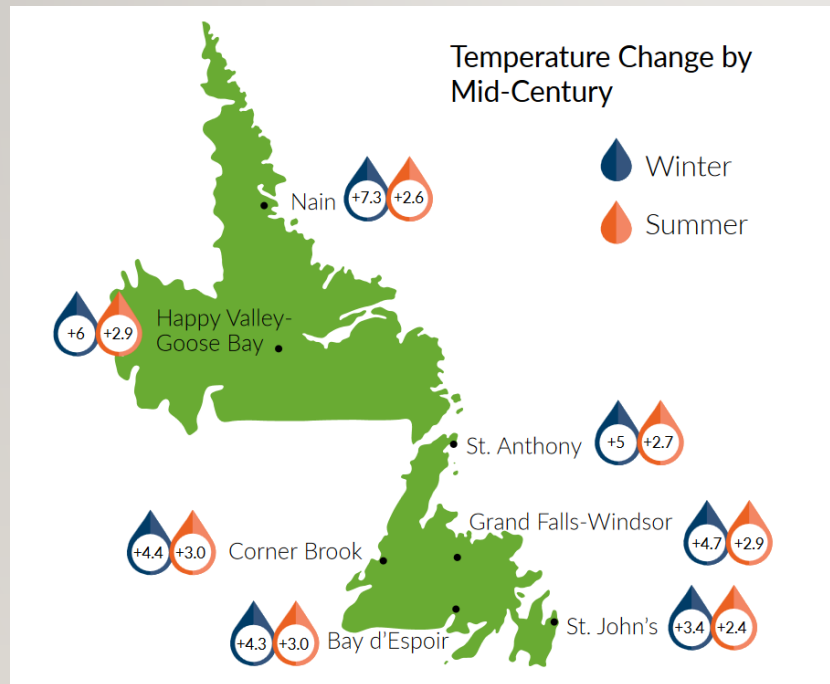 Temperature Change by
Mid-Century
Winter
Summer
Nain +7.3 +2.6
+6 +2.9 Happy Valley-
Goose Bay
St. Anthony +5 +2.7
Grand Falls-Windsor +4.7 +2.9
+4.4 +3.0 Corner Brook
St. John's +3.4 +2.4
+4.3 +3.0 Bay d'Espoir